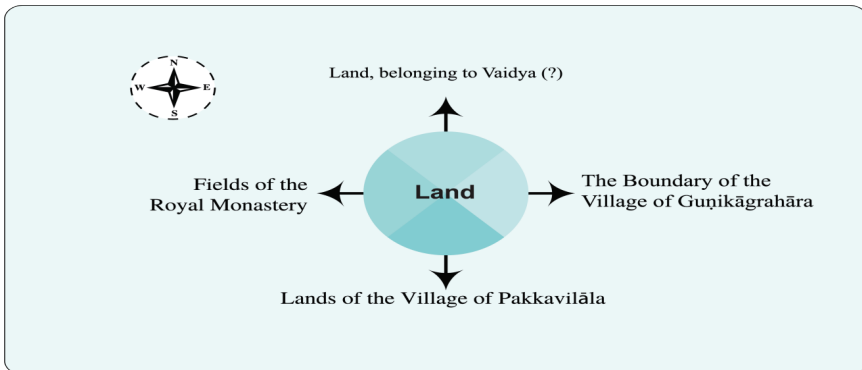 N
W E
S
Land, belonging to Vaidya (?)
Fields of the
Royal Monastery
Land
The Boundary of the
Village of Guṇikāgrahāra
Lands of the Village of Pakkavilāla